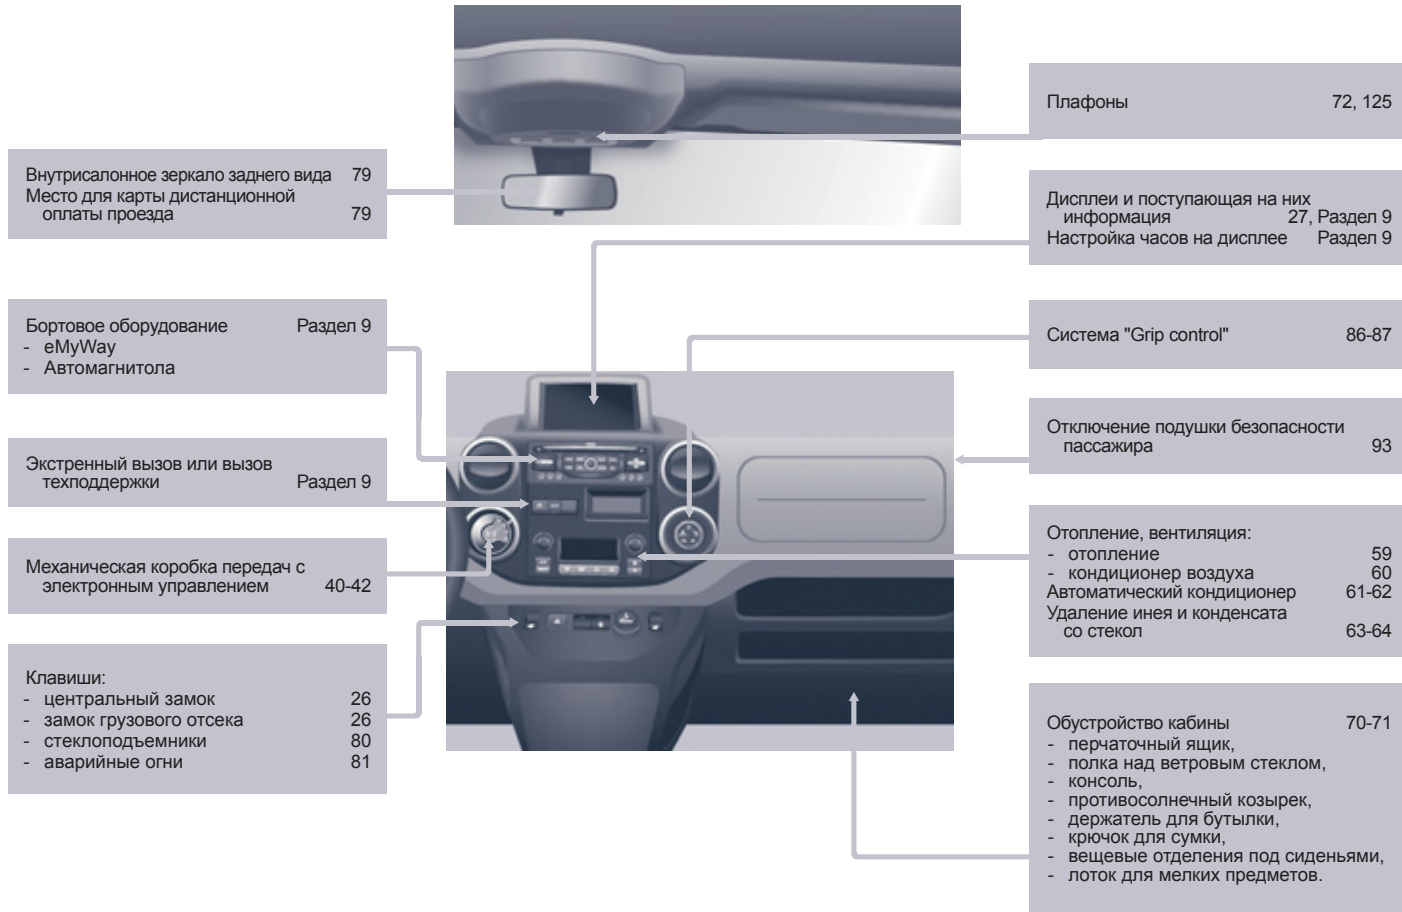 Внутрисалонное зеркало заднего вида 79
Место для карты дистанционной
оплаты проезда 79
Бортовое оборудование Раздел 9
- eMyWay
- Автомагнитола
Экстренный вызов или вызов
техподдержки Раздел 9
Механическая коробка передач с
электронным управлением 40-42
Клавиши:
- центральный замок 26
- замок грузового отсека 26
- стеклоподъемники 80
- аварийные огни 81
Плафоны 72, 125
Дисплеи и поступающая на них
информация 27, Раздел 9
Настройка часов на дисплее Раздел 9
Система "Grip control" 86-87
Отключение подушки безопасности
пассажира 93
Отопление, вентиляция:
- отопление 59
- кондиционер воздуха 60
Автоматический кондиционер 61-62
Удаление инея и конденсата
со стекол 63-64
Обустройство кабины 70-71
- перчаточный ящик,
- полка над ветровым стеклом,
- консоль,
- противосолнечный козырек,
- держатель для бутылки,
- крючок для сумки,
- вещевые отделения под сиденьями,
- лоток для мелких предметов.